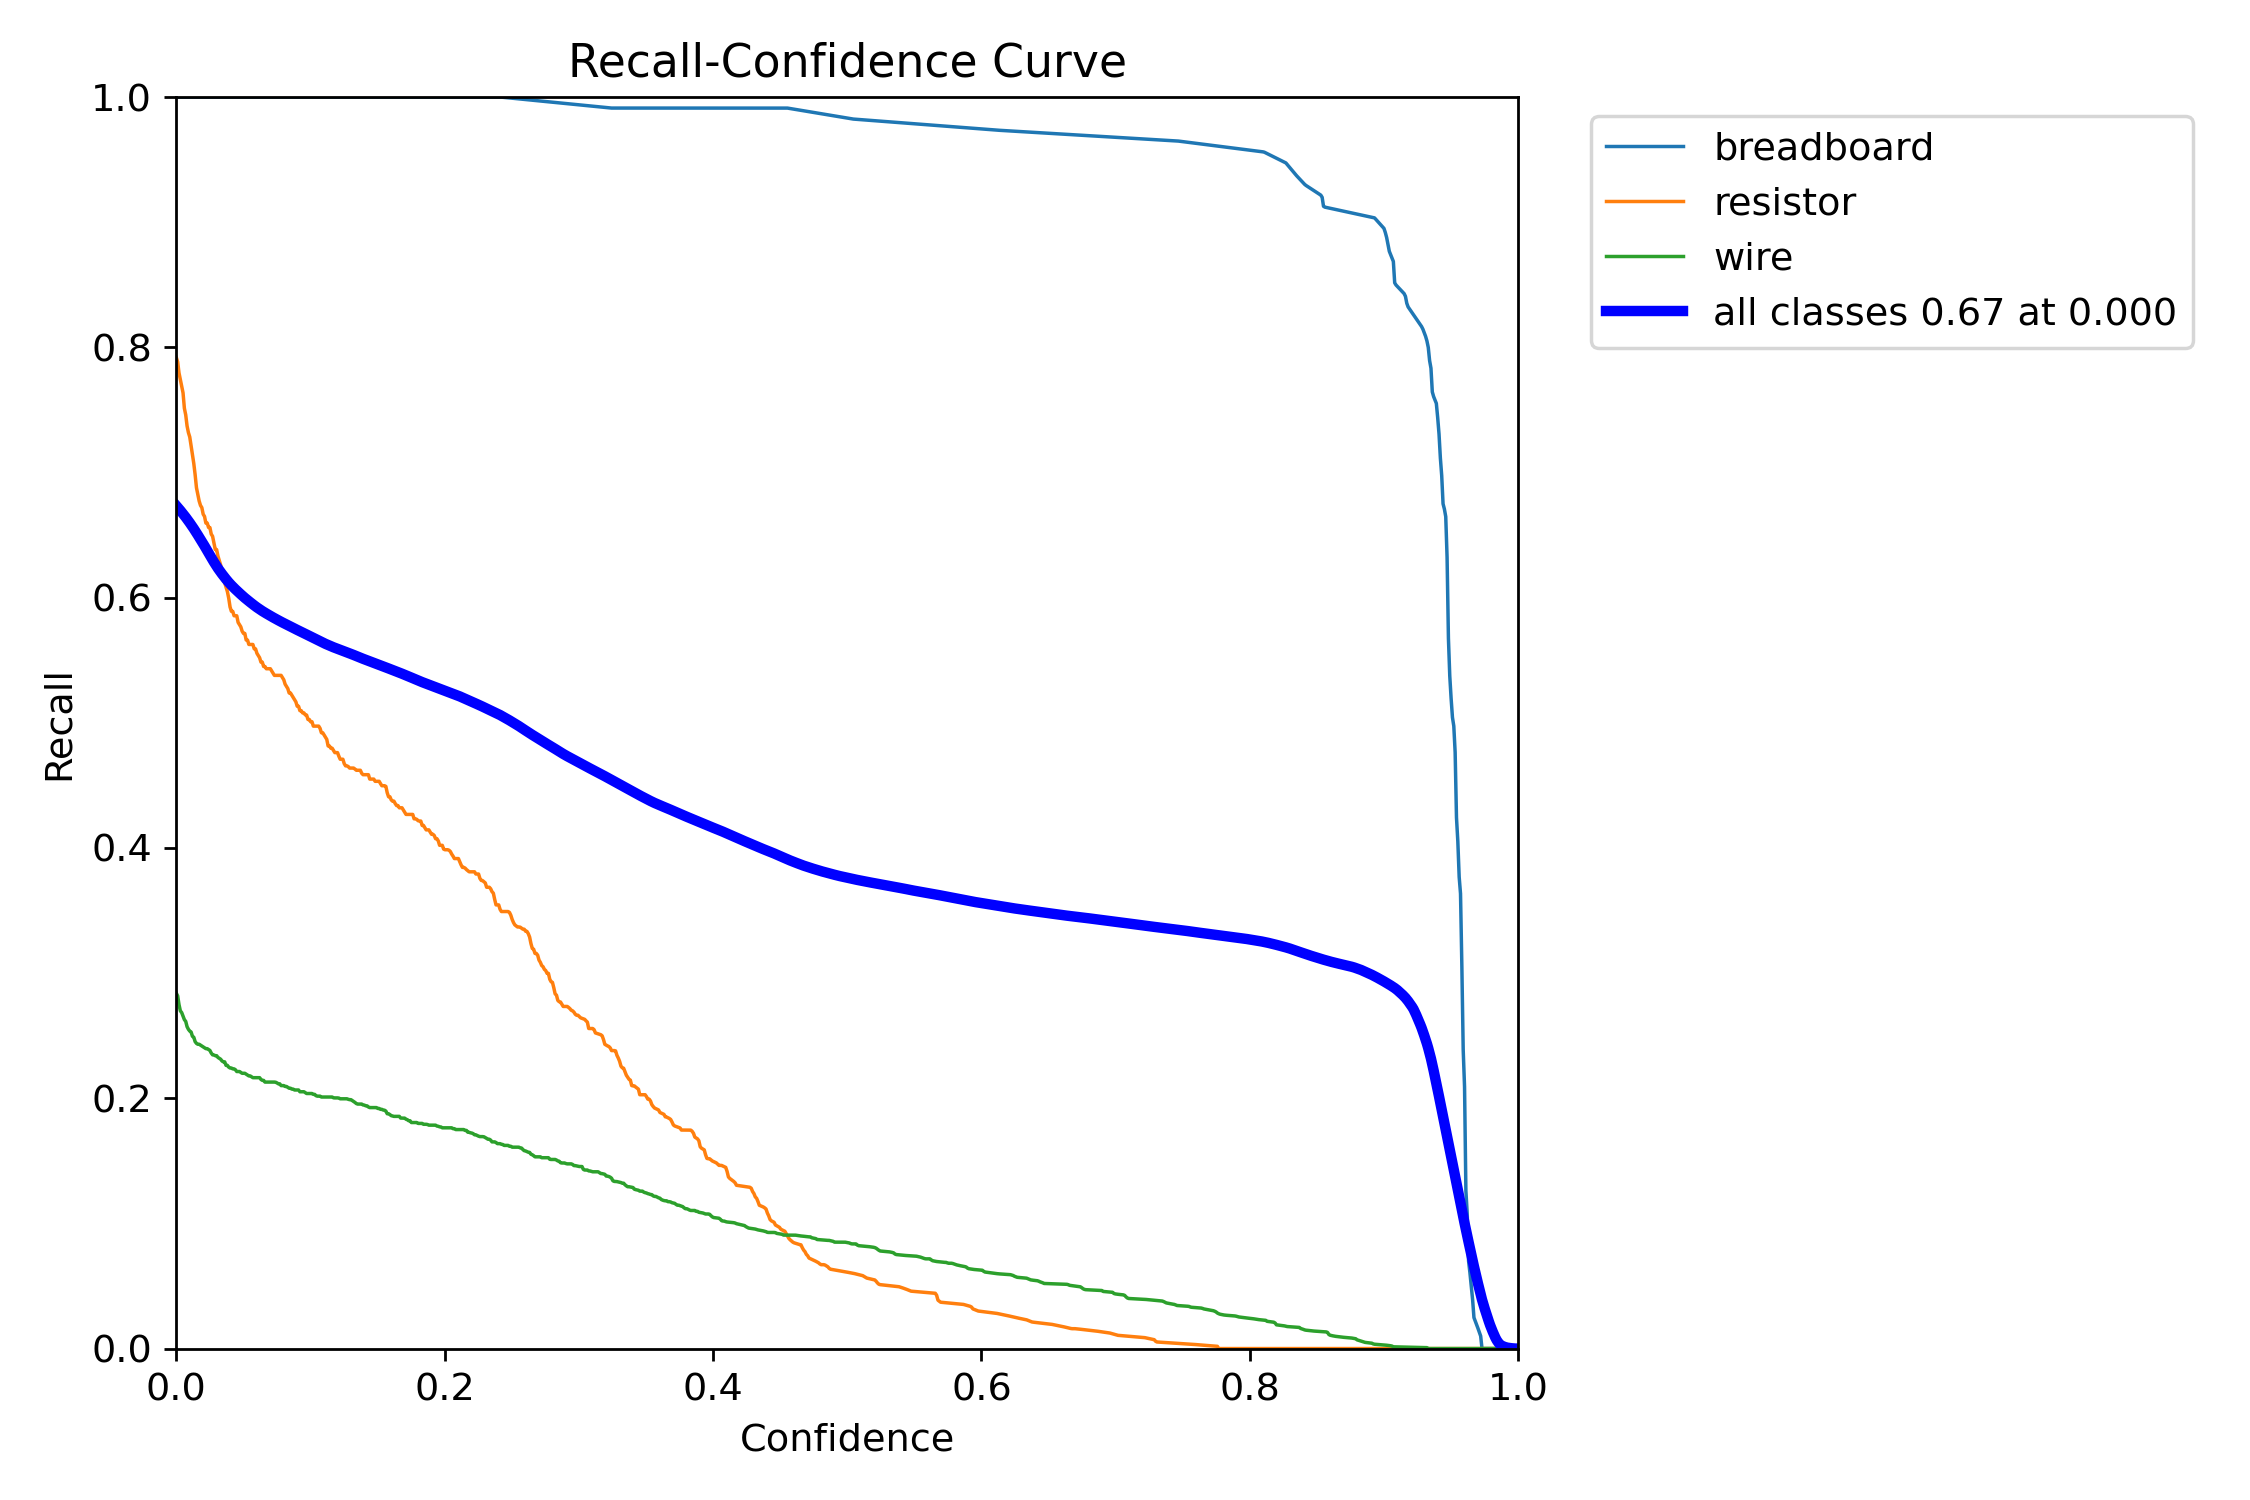 Recall-Confidence Curve
1.0
0.8
0.6
0.4
0.2
0.0
Recall
0.0 0.2 0.4 0.6 0.8 1.0
Confidence
breadboard
resistor
wire
all classes 0.67 at 0.000